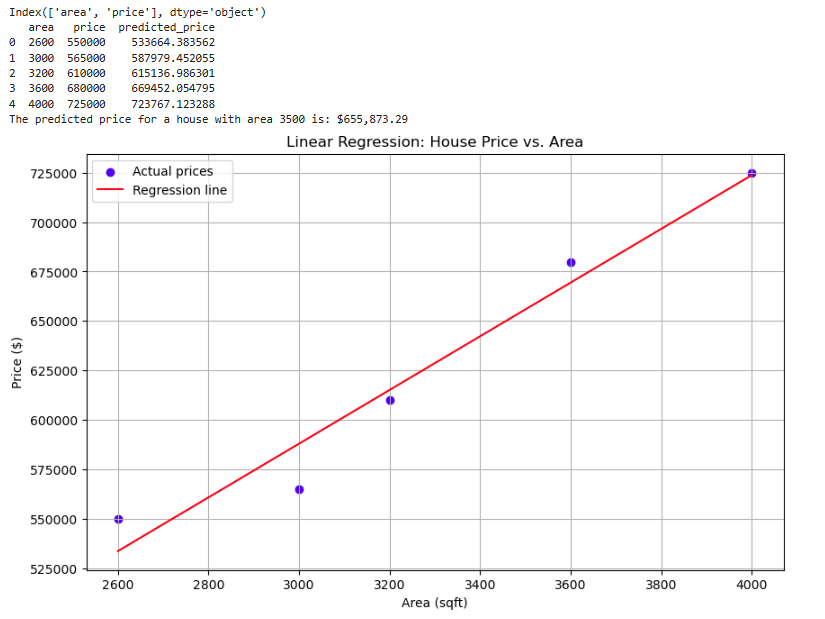 Index(['area', 'price'], dtype='object')
area price predicted_price
0 2600 550000 533664.383562
1 3000 565000 587979.452055
2 3200 610000 615136.986301
3 3600 680000 669452.054795
4 4000 725000 723767.123288
The predicted price for a house with area 3500 is: $655,873.29
Linear Regression: House Price vs. Area
Actual prices
Regression line
725000
700000
675000
650000
625000
600000
575000
550000
525000
Price ($)
2600 2800 3000 3200 3400 3600 3800 4000
Area (sqft)